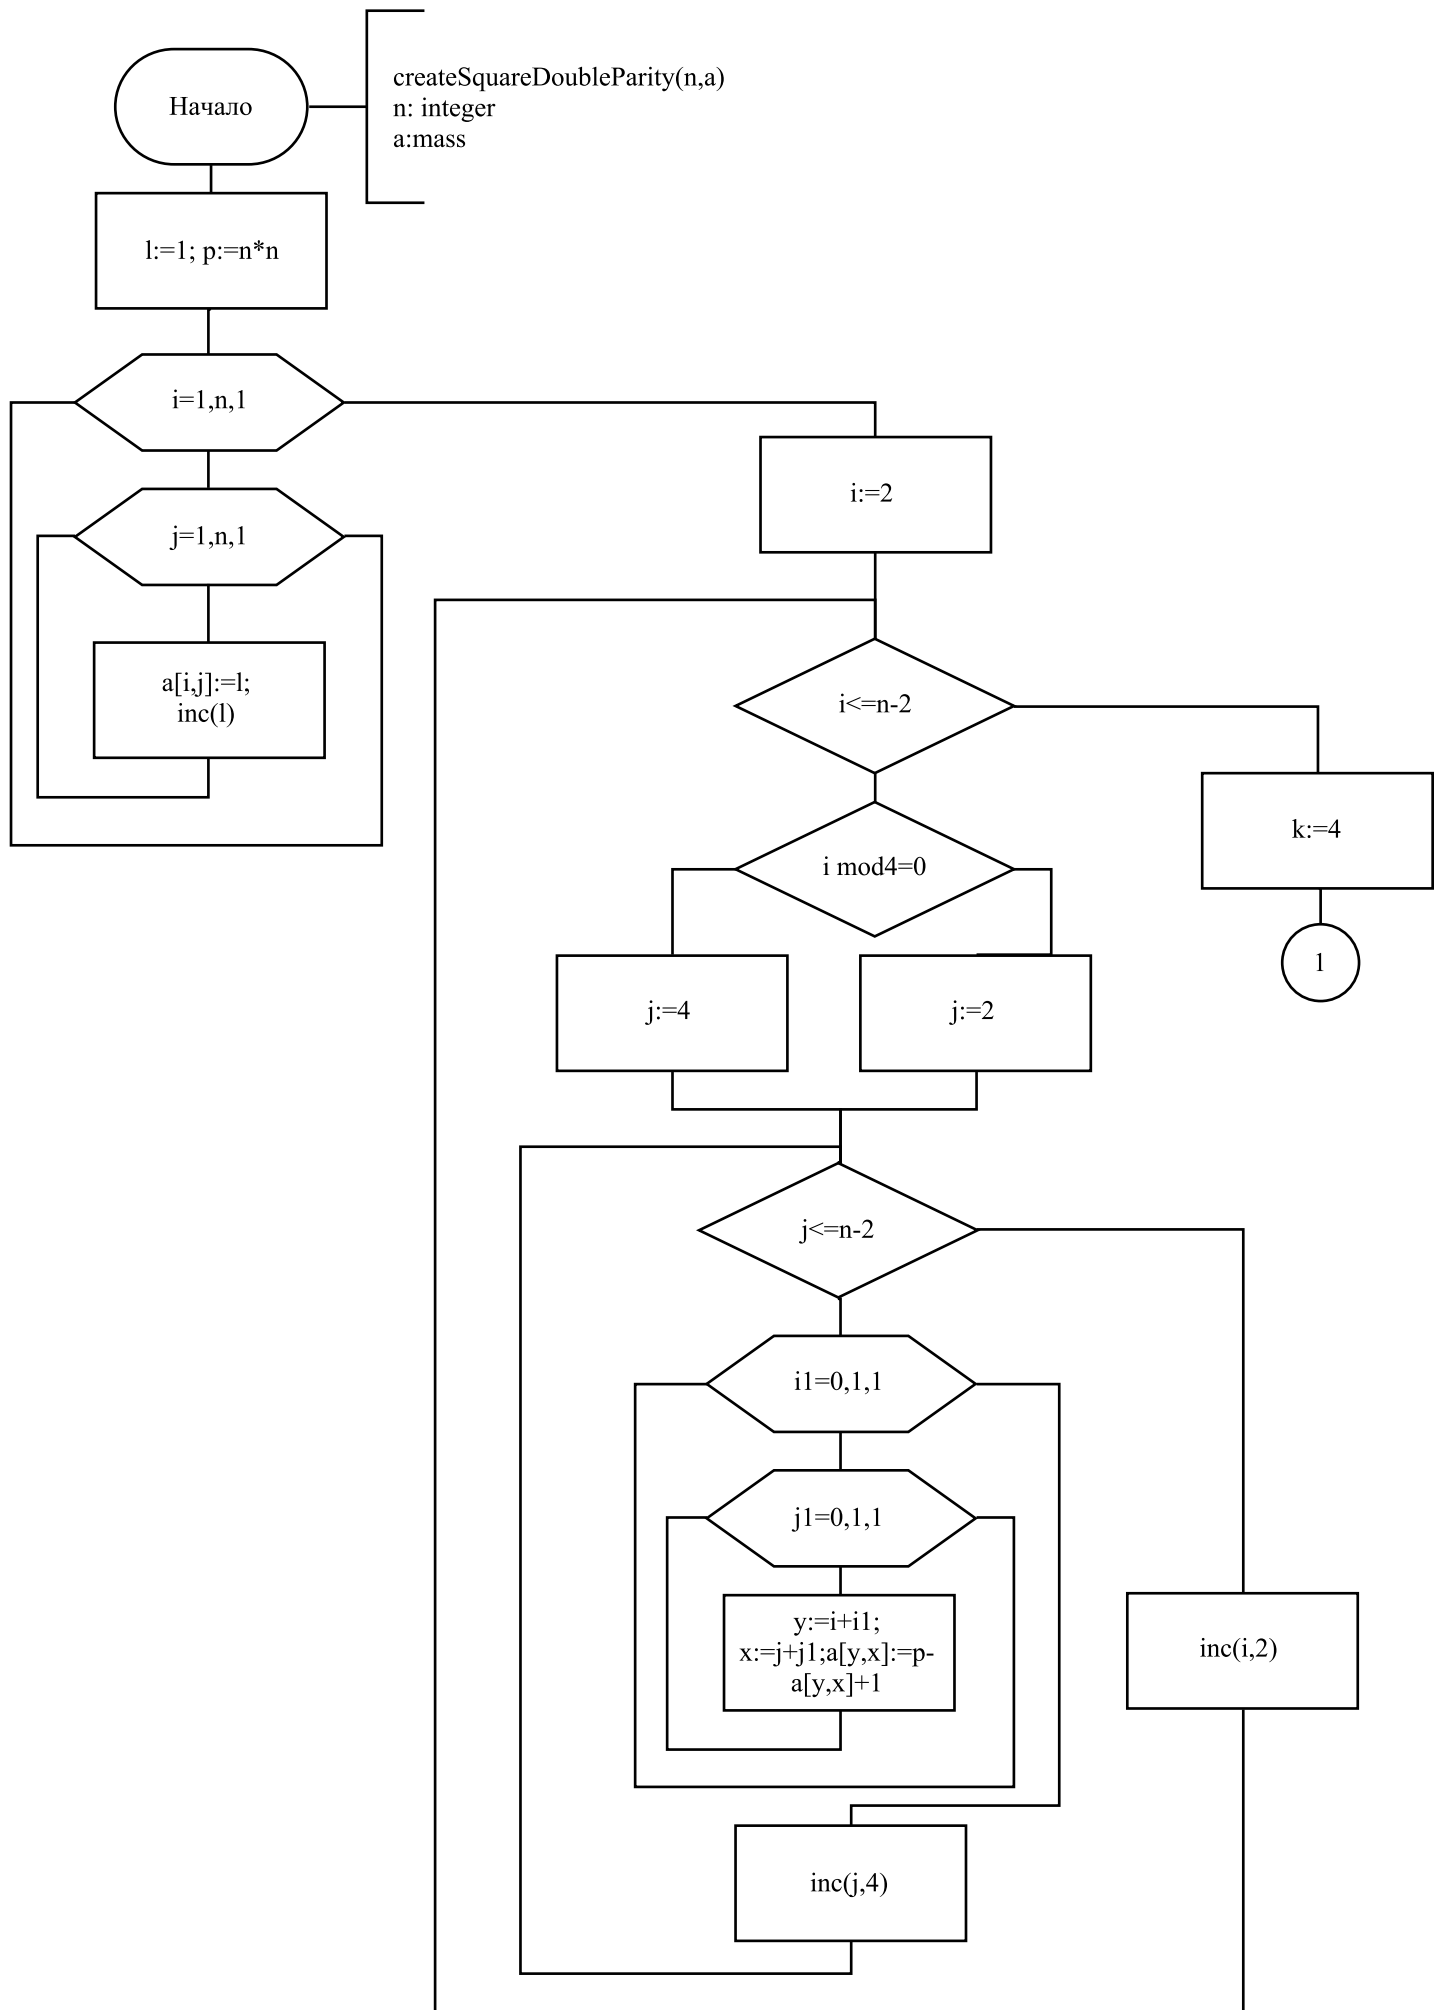 Начало
createSquareDoubleParity(n,a)
n: integer
a:mass
l:=1; p:=n*n
i=1,n,1
i:=2
j=1,n,1
a[i,j]:=l;
inc(l)
i<=n-2
k:=4
i mod4=0
1
j:=4
j:=2
j<=n-2
i1=0,1,1
j1=0,1,1
y:=i+i1;
x:=j+j1;a[y,x]:=p-
a[y,x]+1
inc(i,2)
inc(j,4)